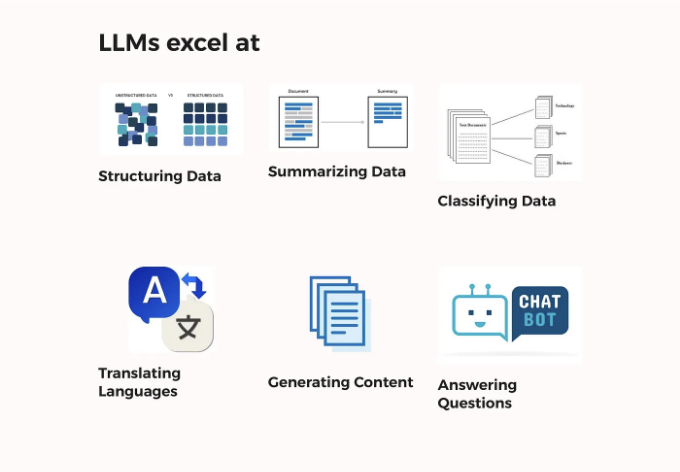 LLMs excel at
UNSTRUCTURED DATA VS STRUCTURED DATA
Document Summary
Text Document
Technology
Sports
Business
Structuring Data
Summarizing Data
Classifying Data
A
文
CHAT
BOT
Translating
Languages
Generating Content
Answering
Questions